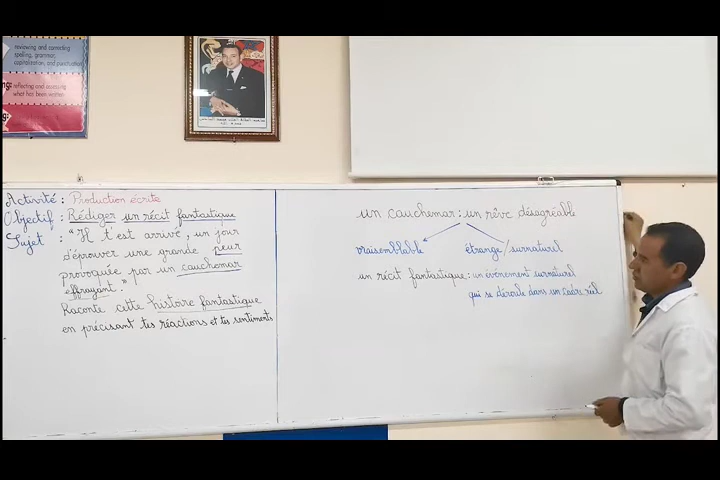 reviewing and correcting
spelling, grammar,
capitalization, and punctuation
ng: reflecting and assessing
what has been written
g:
Activité : Production écrite
Objectif : Rédiger un récit fantastique
Sujet : "Il t'est arrivé, un jour
d'éprouver une grande peur
provoquée par un cauchemar
effrayant."
Raconte cette histoire fantastique
en précisant tes réactions et tes sentiments
un cauchemar : un rêve désagréable
vraisemblable étrange / surnaturel
un récit fantastique : un événement surnaturel
qui se déroule dans un cadre réel